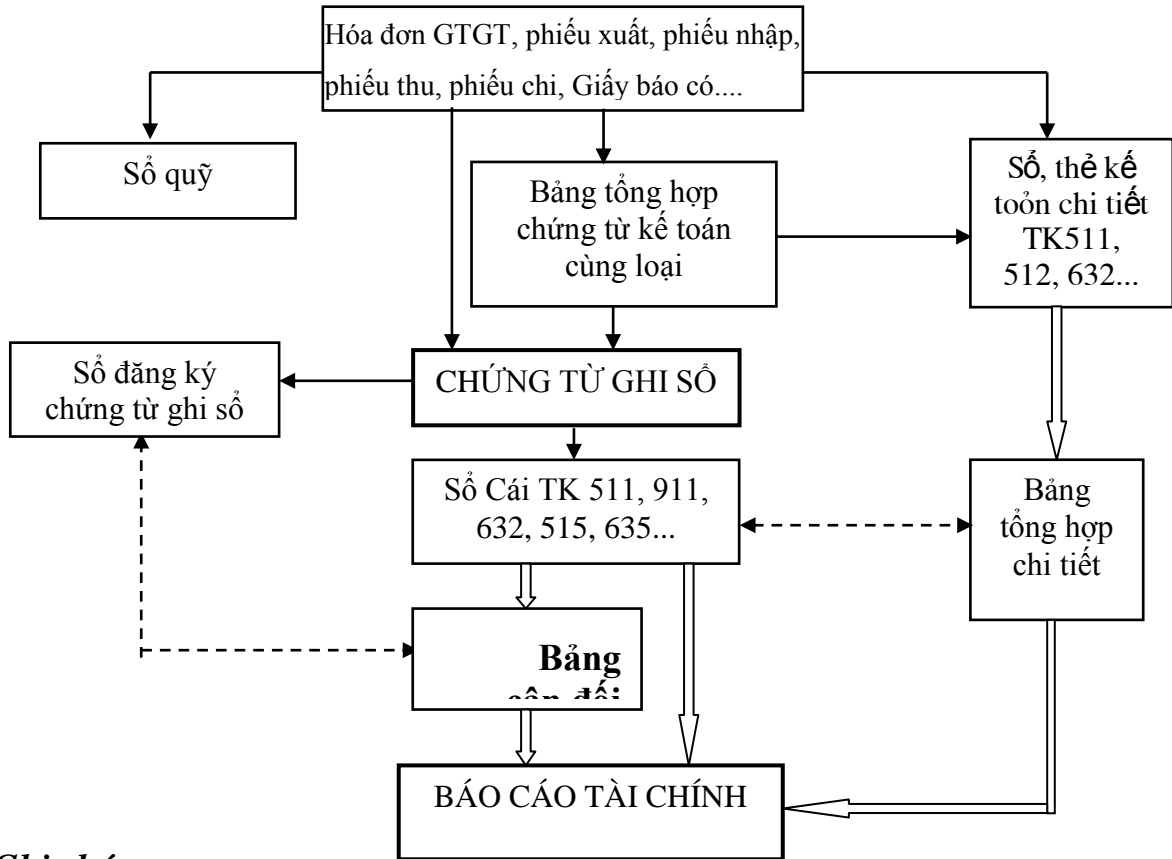 Hóa đơn GTGT, phiếu xuất, phiếu nhập,
phiếu thu, phiếu chi, Giấy báo có....
Sổ quỹ
Bảng tổng hợp
chứng từ kế toán
cùng loại
Sổ, thẻ kế
toỏn chi tiết
TK511,
512, 632...
Sổ đăng ký
chứng từ ghi sổ
CHỨNG TỪ GHI SỔ
Sổ Cái TK 511, 911,
632, 515, 635...
Bảng
tổng hợp
chi tiết
Bảng
cân đối
BÁO CÁO TÀI CHÍNH